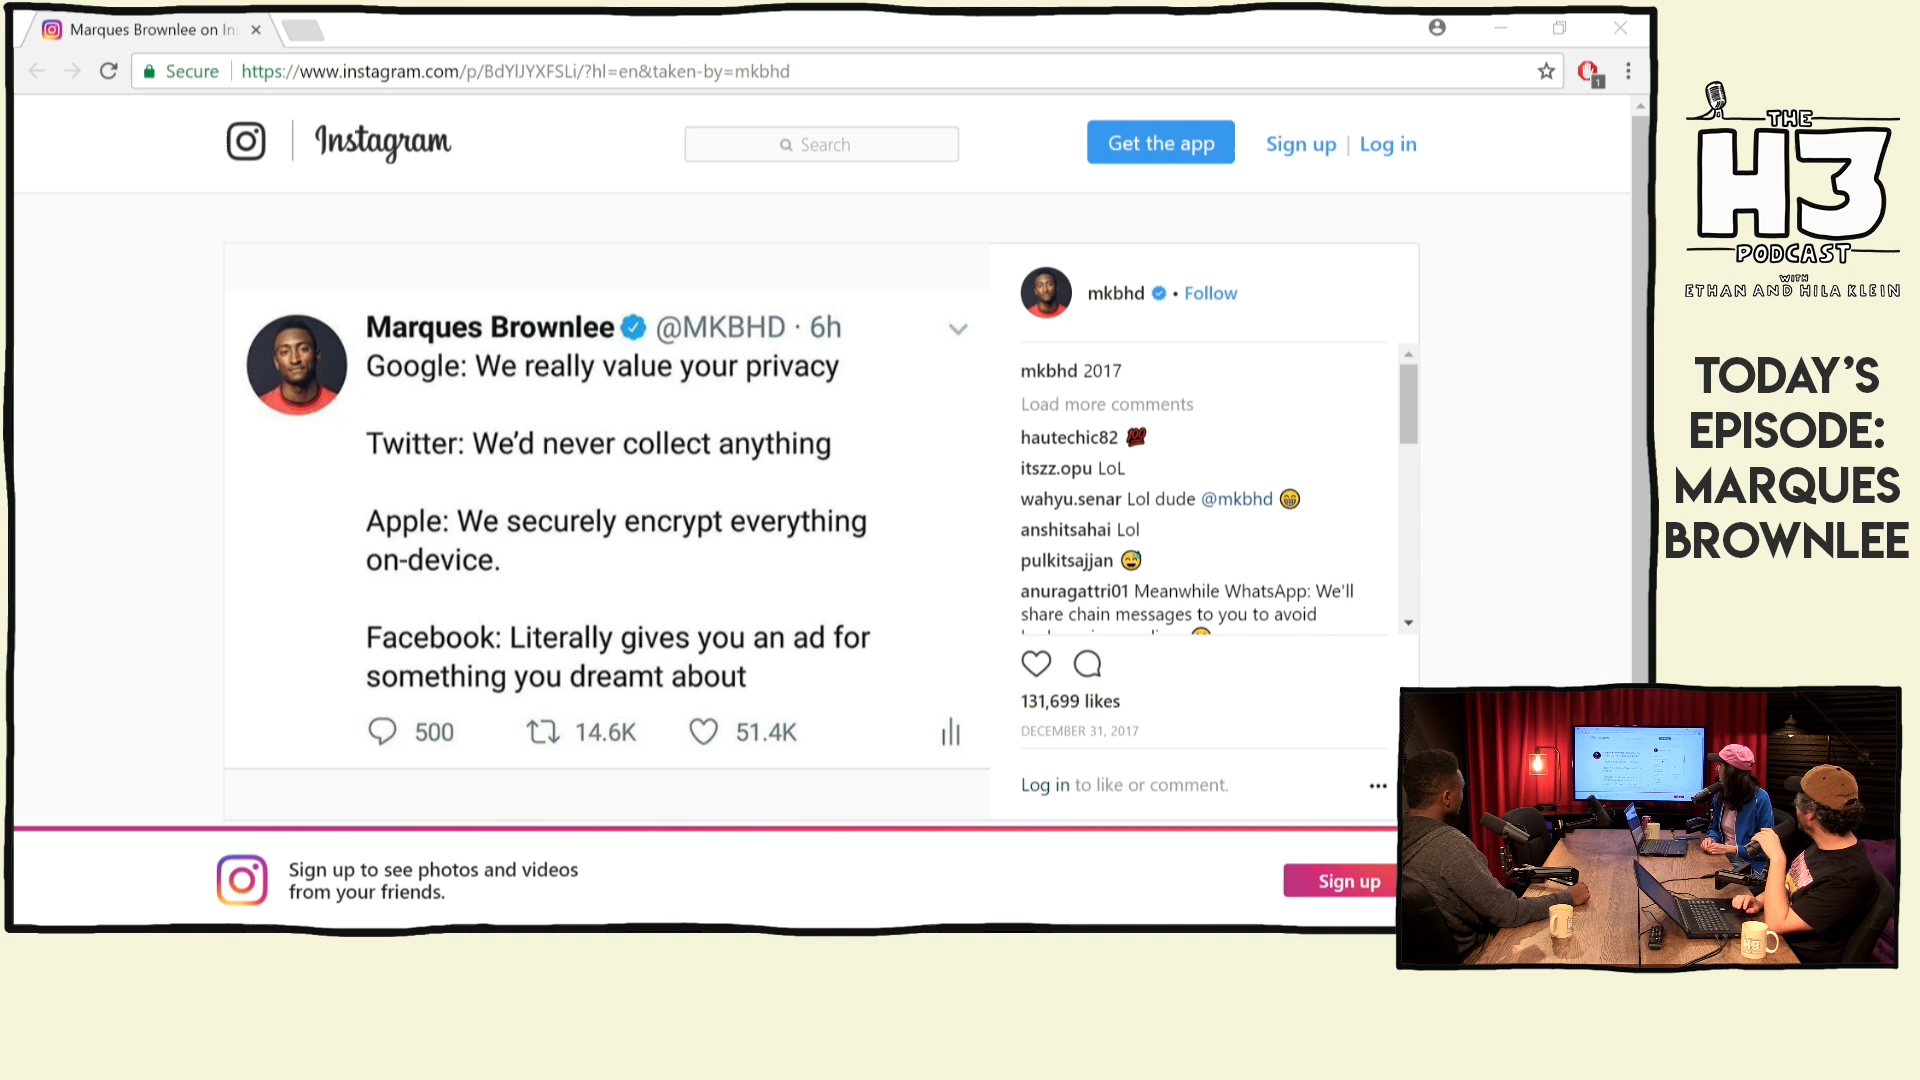 Marques Brownlee on In
Secure
https://www.instagram.com/p/BdYlJYXFSLi/?hl=en&taken-by=mkbhd
1
Instagram
Search
Get the app
Sign up | Log in
Marques Brownlee @MKBHD · 6h
Google: We really value your privacy
Twitter: We’d never collect anything
Apple: We securely encrypt everything
on-device.
Facebook: Literally gives you an ad for
something you dreamt about
500 14.6K 51.4K
mkbhd • Follow
mkbhd 2017
Load more comments
hautechic82 💯
itszz.opu LoL
wahyu.senar Lol dude @mkbhd 😁
anshitsahai Lol
pulkitsajjan 😅
anuragattri01 Meanwhile WhatsApp: We'll
share chain messages to you to avoid
131,699 likes
DECEMBER 31, 2017
Log in to like or comment.
Sign up to see photos and videos
from your friends.
Sign up
THE
H3
PODCAST
WITH
ETHAN AND HILA KLEIN
TODAY’S
EPISODE:
MARQUES
BROWNLEE
H3